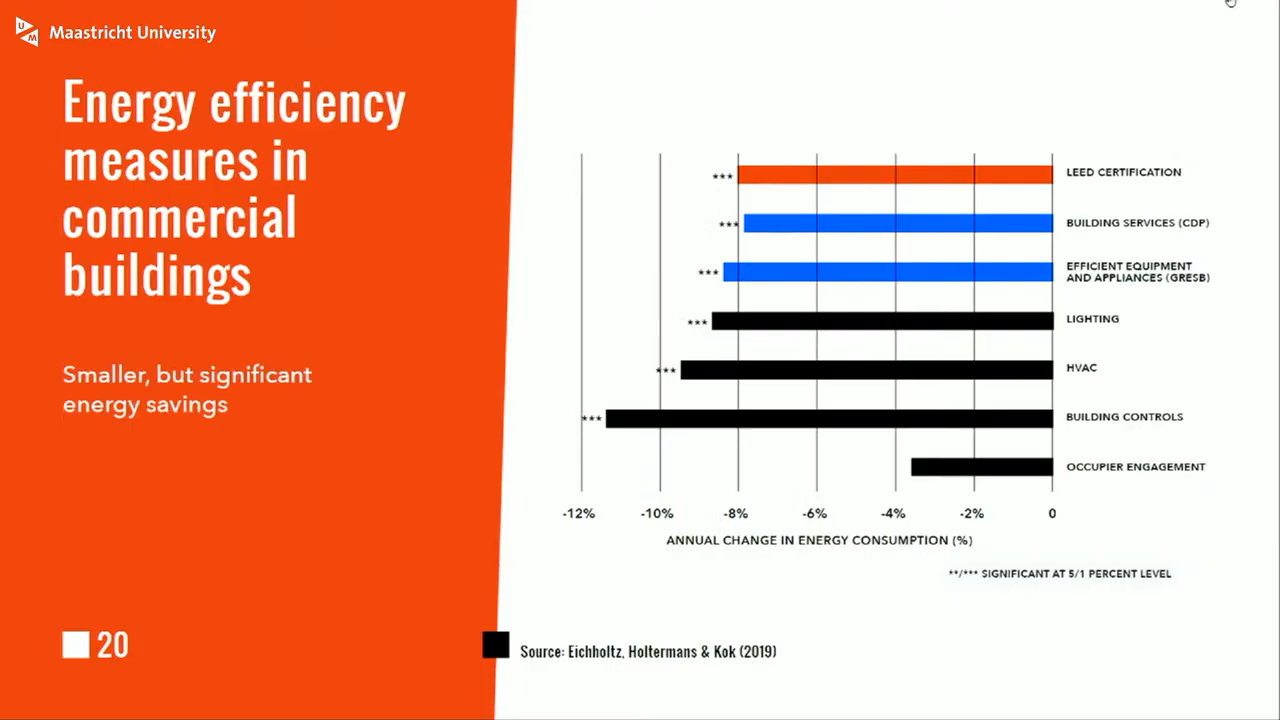 Maastricht University
Energy efficiency
measures in
commercial
buildings
Smaller, but significant
energy savings
20
*** LEED CERTIFICATION
*** BUILDING SERVICES (CDP)
*** EFFICIENT EQUIPMENT
AND APPLIANCES (GRESB)
*** LIGHTING
*** HVAC
*** BUILDING CONTROLS
OCCUPIER ENGAGEMENT
-12% -10% -8% -6% -4% -2% 0
ANNUAL CHANGE IN ENERGY CONSUMPTION (%)
**/*** SIGNIFICANT AT 5/1 PERCENT LEVEL
Source: Eichholtz, Holtermans & Kok (2019)